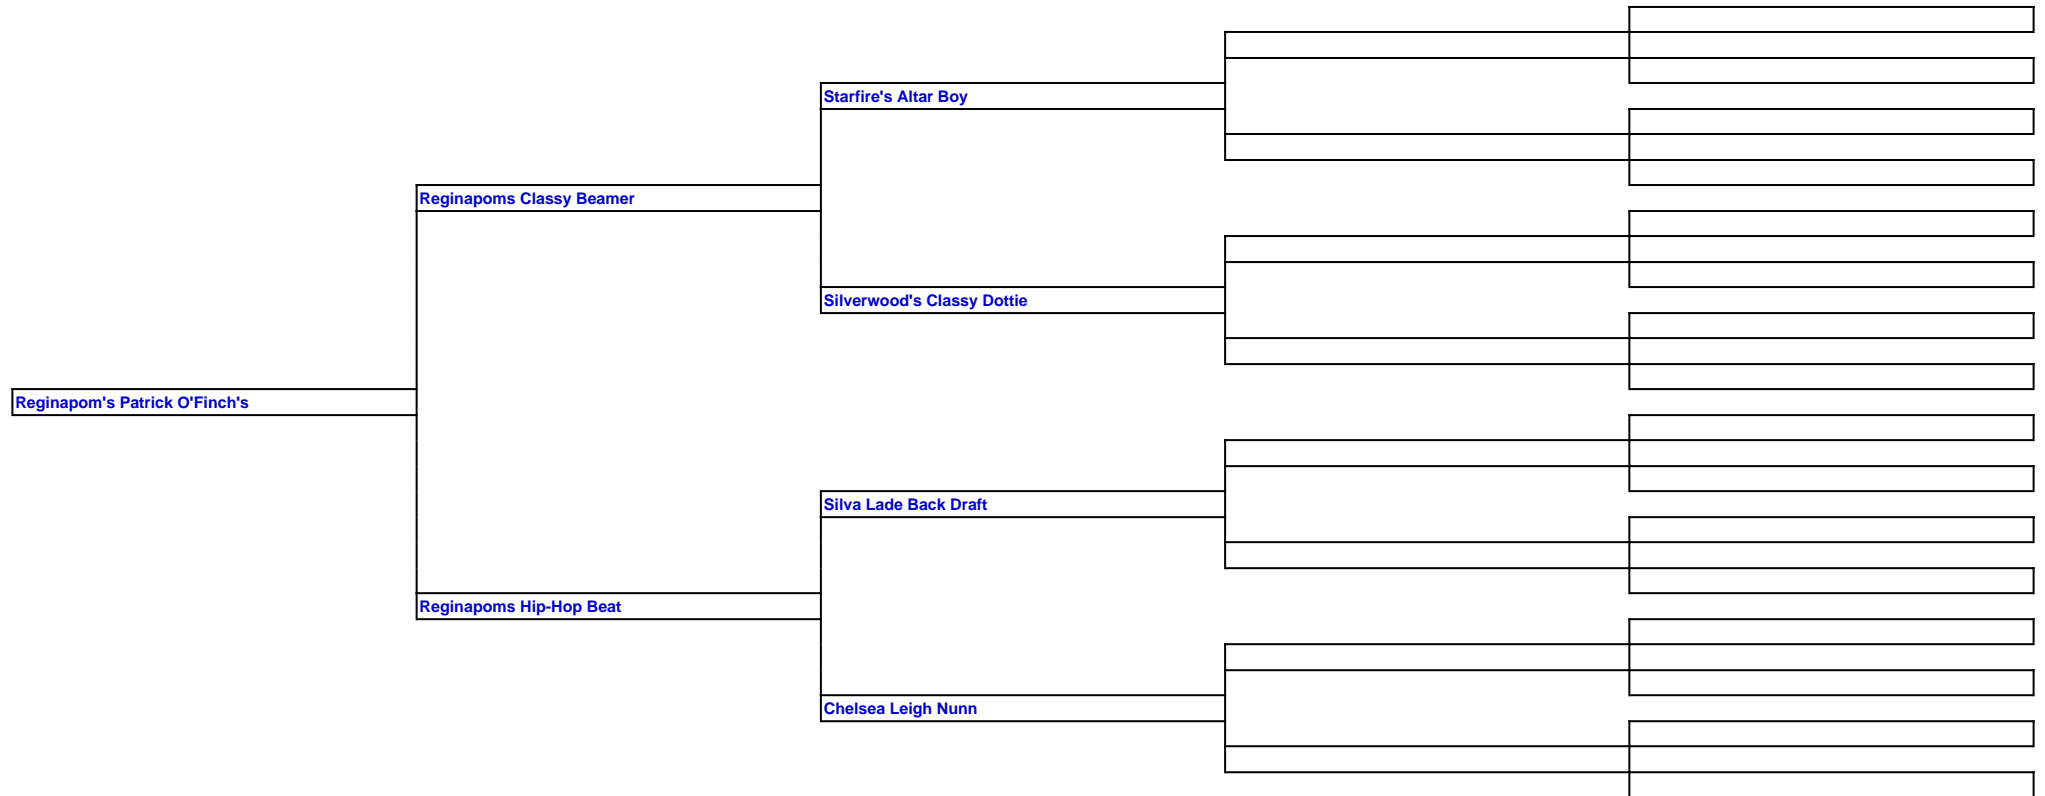 Starfire's Altar Boy
Reginapoms Classy Beamer
Silverwood's Classy Dottie
Reginapom's Patrick O'Finch's
Silva Lade Back Draft
Reginapoms Hip-Hop Beat
Chelsea Leigh Nunn